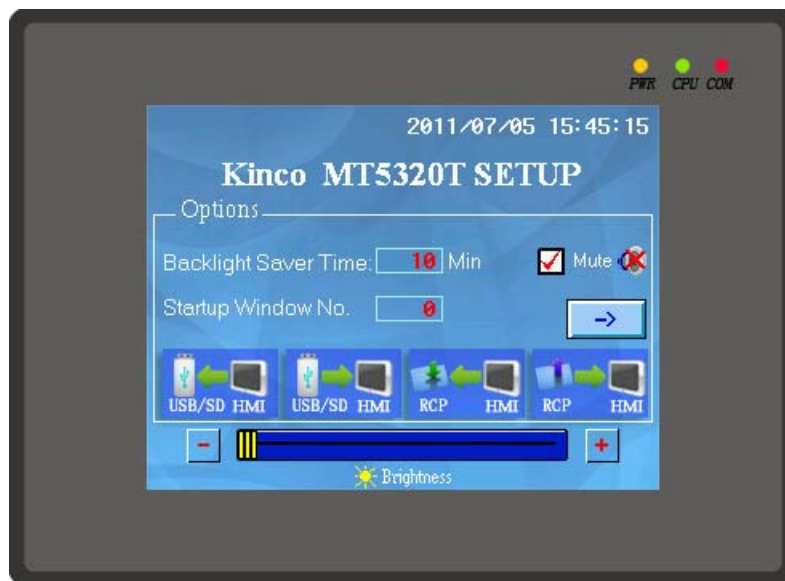 PWR CPU COM
2011/07/05 15:45:15
Kinco MT5320T SETUP
Options
Backlight Saver Time: 10 Min Mute
Startup Window No. 0
->
USB/SD HMI USB/SD HMI RCP HMI RCP HMI
- +
Brightness